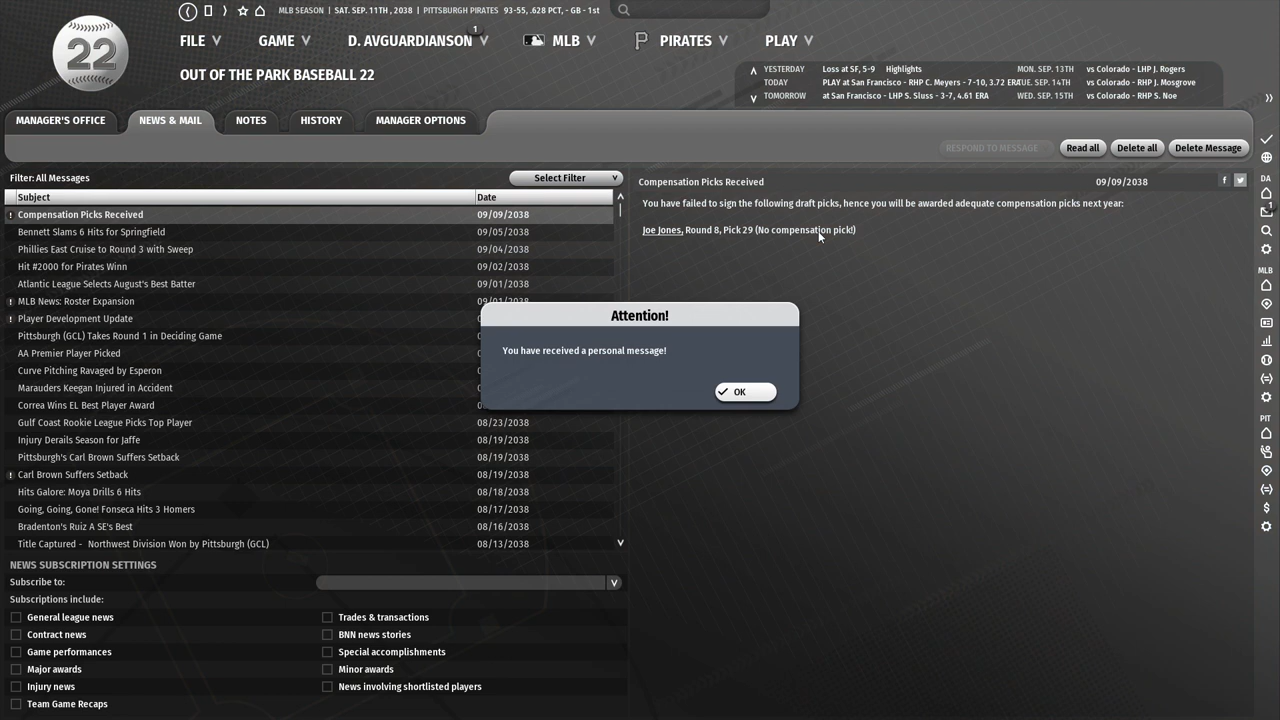 MLB SEASON | SAT. SEP. 11TH , 2038 | PITTSBURGH PIRATES 93-55, .628 PCT, - GB - 1st
22
FILE GAME D. AVGUARDIANSON 1 MLB P PIRATES PLAY
OUT OF THE PARK BASEBALL 22
YESTERDAY Loss at SF, 5-9 Highlights MON. SEP. 13TH vs Colorado - LHP J. Rogers
TODAY PLAY at San Francisco - RHP C. Meyers - 7-10, 3.72 ERA TUE. SEP. 14TH vs Colorado - RHP J. Mosgrove
TOMORROW at San Francisco - LHP S. Sluss - 3-7, 4.61 ERA WED. SEP. 15TH vs Colorado - RHP S. Noe
MANAGER'S OFFICE NEWS & MAIL NOTES HISTORY MANAGER OPTIONS
RESPOND TO MESSAGE Read all Delete all Delete Message
Filter: All Messages Select Filter
Subject Date
! Compensation Picks Received 09/09/2038
Bennett Slams 6 Hits for Springfield 09/05/2038
Phillies East Cruise to Round 3 with Sweep 09/04/2038
Hit #2000 for Pirates Winn 09/02/2038
Atlantic League Selects August's Best Batter 09/01/2038
! MLB News: Roster Expansion 09/01/2038
! Player Development Update
Pittsburgh (GCL) Takes Round 1 in Deciding Game
AA Premier Player Picked
Curve Pitching Ravaged by Esperon
Marauders Keegan Injured in Accident
Correa Wins EL Best Player Award
Gulf Coast Rookie League Picks Top Player 08/23/2038
Injury Derails Season for Jaffe 08/19/2038
Pittsburgh's Carl Brown Suffers Setback 08/19/2038
! Carl Brown Suffers Setback 08/19/2038
Hits Galore: Moya Drills 6 Hits 08/18/2038
Going, Going, Gone! Fonseca Hits 3 Homers 08/17/2038
Bradenton's Ruiz A SE's Best 08/16/2038
Title Captured - Northwest Division Won by Pittsburgh (GCL) 08/13/2038
Compensation Picks Received 09/09/2038
You have failed to sign the following draft picks, hence you will be awarded adequate compensation picks next year:
Joe Jones, Round 8, Pick 29 (No compensation pick!)
Attention!
You have received a personal message!
OK
NEWS SUBSCRIPTION SETTINGS
Subscribe to:
Subscriptions include:
General league news Trades & transactions
Contract news BNN news stories
Game performances Special accomplishments
Major awards Minor awards
Injury news News involving shortlisted players
Team Game Recaps
DA
1
MLB
PIT